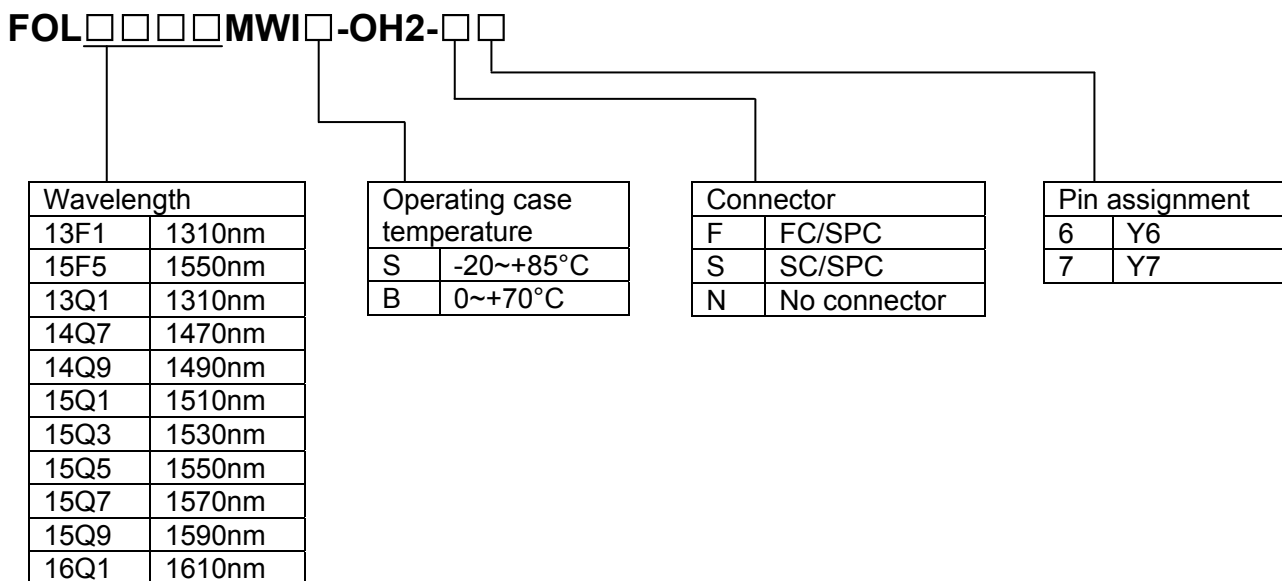 FOL□□□□MWI□-OH2-□□
Wavelength
13F1 1310nm
15F5 1550nm
13Q1 1310nm
14Q7 1470nm
14Q9 1490nm
15Q1 1510nm
15Q3 1530nm
15Q5 1550nm
15Q7 1570nm
15Q9 1590nm
16Q1 1610nm
Operating case
temperature
S -20~+85°C
B 0~+70°C
Connector
F FC/SPC
S SC/SPC
N No connector
Pin assignment
6 Y6
7 Y7